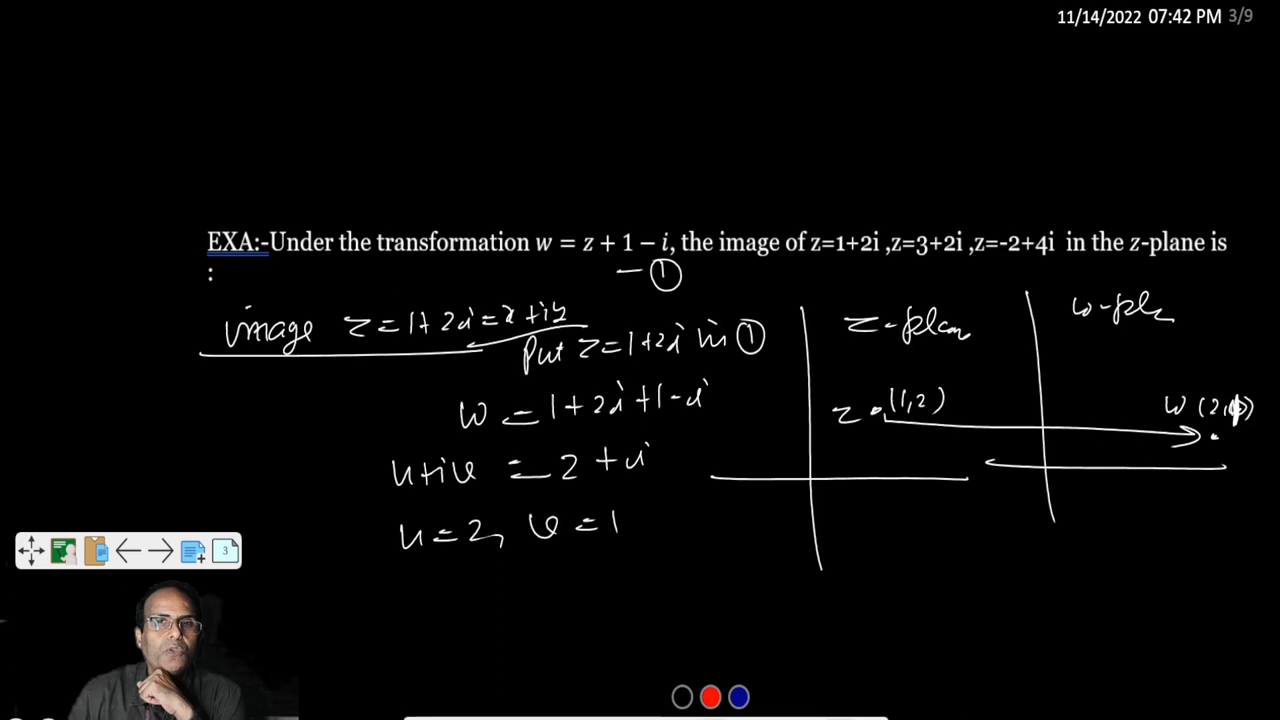 11/14/2022 07:42 PM 3/9
EXA:-Under the transformation w = z + 1 − i, the image of z=1+2i ,z=3+2i ,z=-2+4i in the z-plane is
:
— ①
image z=1+2i=x+iy
Put z=1+2i in ①
w=1+2i+1-i
u+iv = 2+i
u=2, v=1
z-plan
w-pl
z (1,2)
w (2,
3